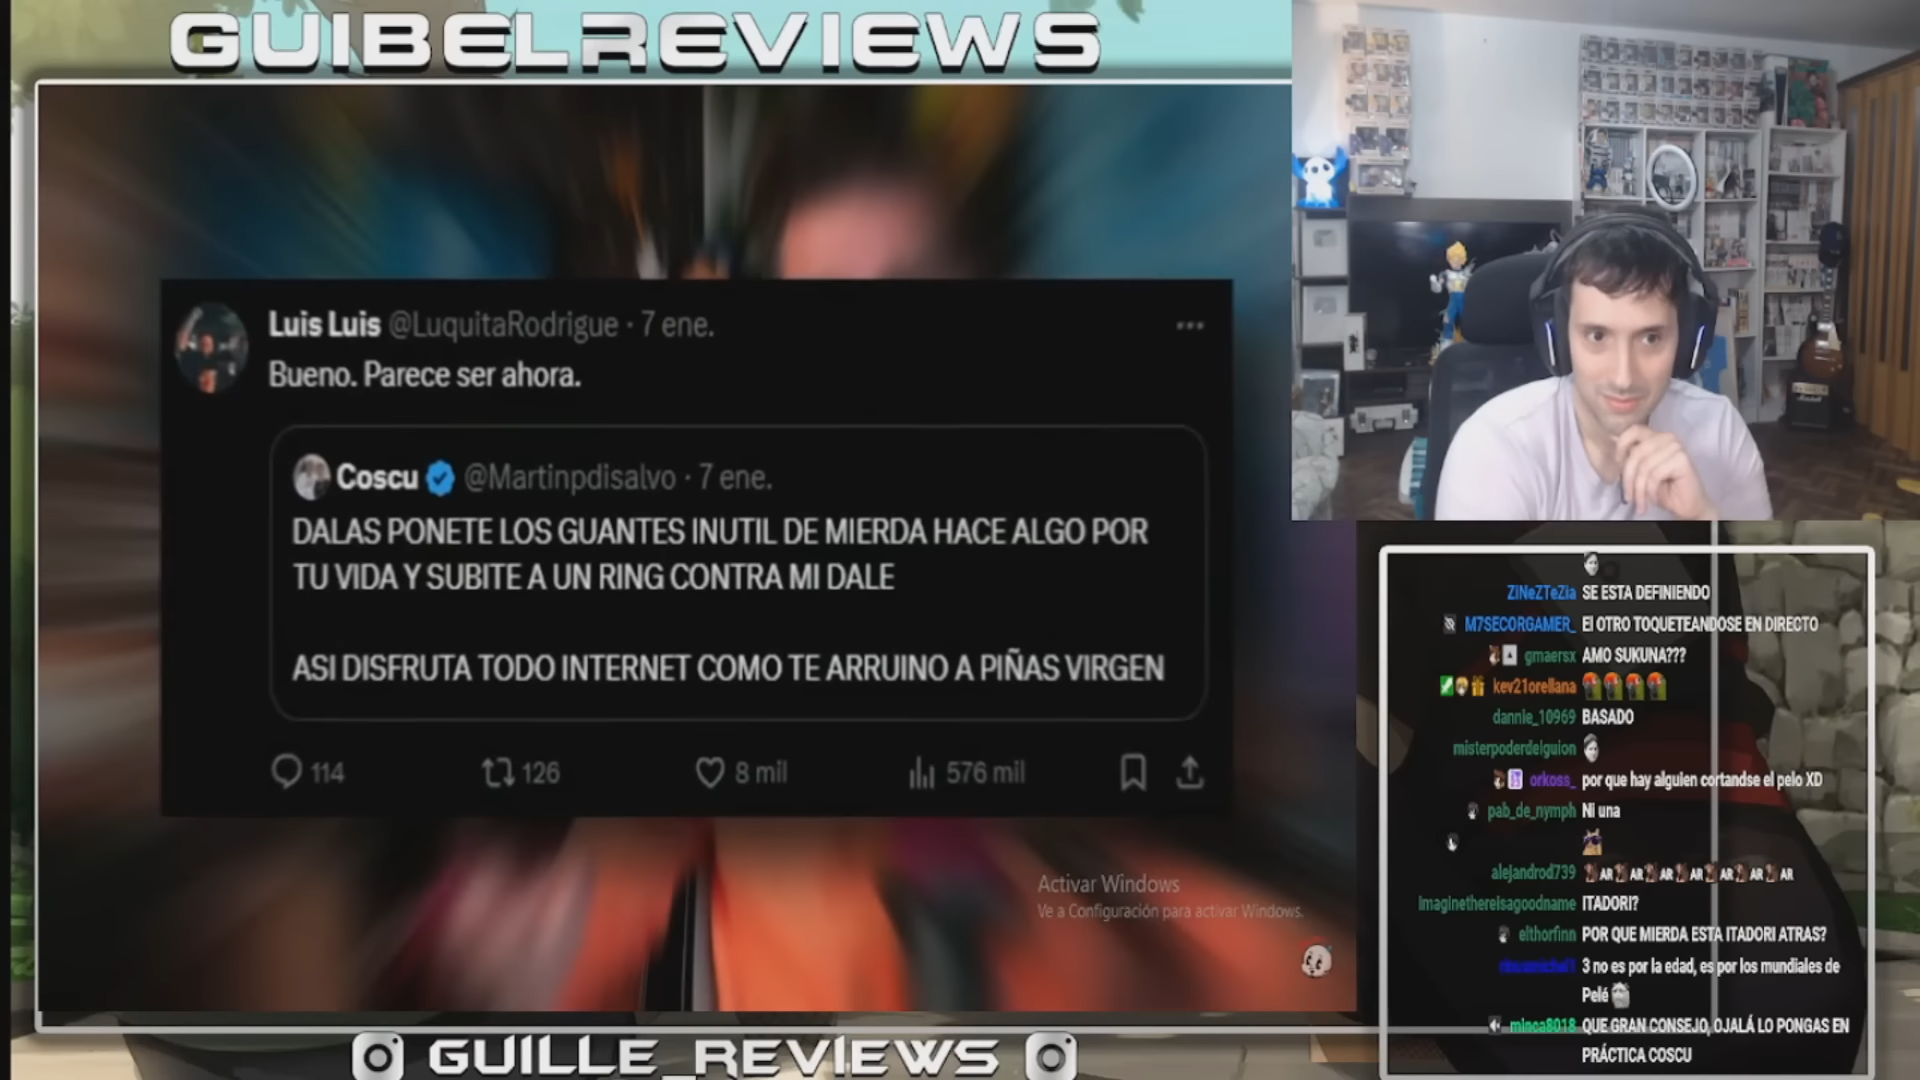 GUIBELREVIEWS
Luis Luis @LuquitaRodrigue · 7 ene.
Bueno. Parece ser ahora.
Coscu @Martinpdisalvo · 7 ene.
DALAS PONETE LOS GUANTES INUTIL DE MIERDA HACE ALGO POR
TU VIDA Y SUBITE A UN RING CONTRA MI DALE
ASI DISFRUTA TODO INTERNET COMO TE ARRUINO A PIÑAS VIRGEN
114 126 8 mil 576 mil
Activar Windows
Ve a Configuración para activar Windows.
GUILLE_REVIEWS
ZiNeZTeZia SE ESTA DEFINIENDO
M7SECORGAMER_ El OTRO TOQUETEANDOSE EN DIRECTO
gmaersx AMO SUKUNA???
kev21orellana
dannie_10969 BASADO
misterpoderdelguion
orkoss_ por que hay alguien cortandse el pelo XD
pab_de_nymph Ni una
alejandrod739 AR AR AR AR AR AR AR
Imaginethereisagoodname ITADORI?
elthorfinn POR QUE MIERDA ESTA ITADORI ATRAS?
3 no es por la edad, es por los mundiales de
Pelé
minca8018 QUE GRAN CONSEJO, OJALÁ LO PONGAS EN
PRÁCTICA COSCU